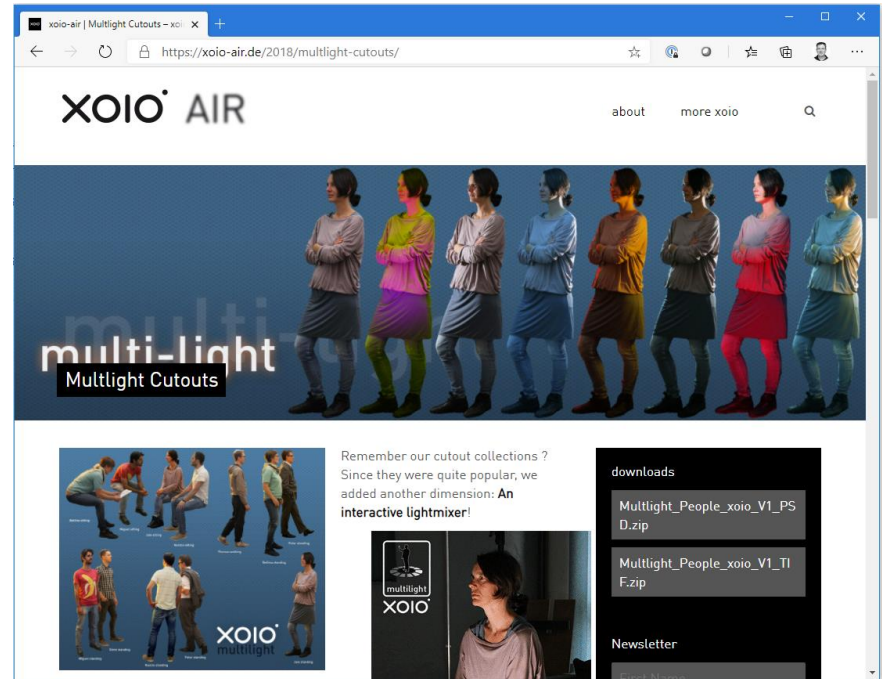 xoio-air | Multlight Cutouts – xoi
https://xoio-air.de/2018/multlight-cutouts/
XOIO AIR
about more xoio
multi-light
Multlight Cutouts
Remember our cutout collections ?
Since they were quite popular, we
added another dimension: An
interactive lightmixer!
xoio
multilight
multilight
xoio
downloads
Multlight_People_xoio_V1_PS
D.zip
Multlight_People_xoio_V1_TI
F.zip
Newsletter
First Name